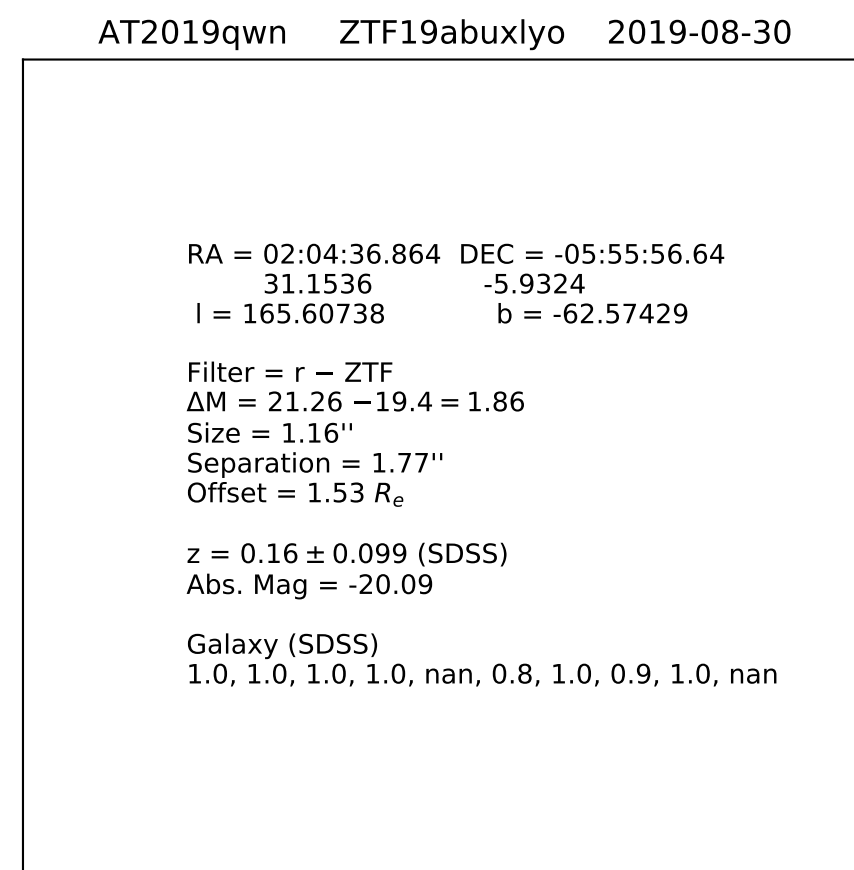 AT2019qwn ZTF19abuxlyo 2019-08-30
RA = 02:04:36.864 DEC = -05:55:56.64
31.1536 -5.9324
l = 165.60738 b = -62.57429
Filter = r − ZTF
ΔM = 21.26 −19.4 = 1.86
Size = 1.16''
Separation = 1.77''
Offset = 1.53 Rₑ
z = 0.16 ± 0.099 (SDSS)
Abs. Mag = -20.09
Galaxy (SDSS)
1.0, 1.0, 1.0, 1.0, nan, 0.8, 1.0, 0.9, 1.0, nan